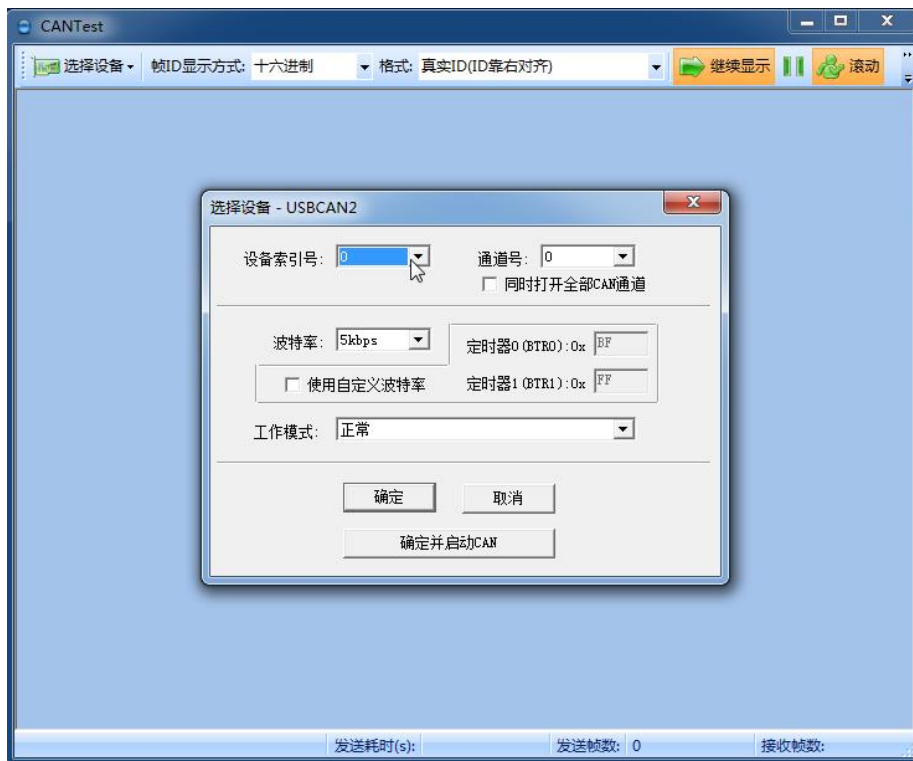 CANTest
选择设备 帧ID显示方式: 十六进制 格式: 真实ID(ID靠右对齐) 继续显示 滚动
选择设备 - USBCAN2
设备索引号: 0 通道号: 0
同时打开全部CAN通道
波特率: 5kbps 定时器0(BTR0):0x BF
使用自定义波特率 定时器1(BTR1):0x FF
工作模式: 正常
确定 取消
确定并启动CAN
发送耗时(s): 发送帧数: 0 接收帧数: